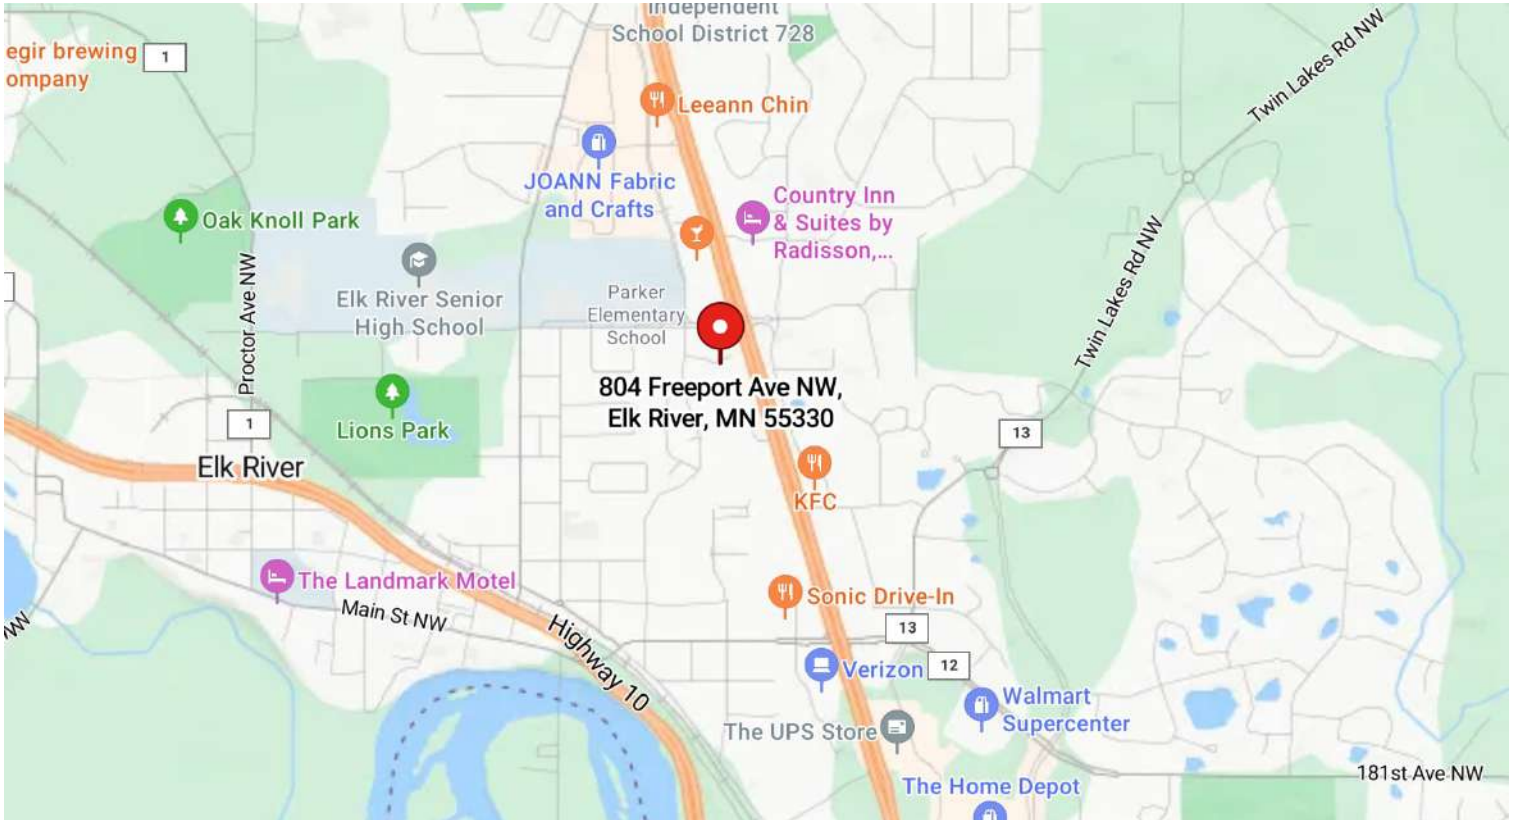 Independent
School District 728
Twin Lakes Rd NW
egir brewing
ompany
1
Leeann Chin
JOANN Fabric
and Crafts
Country Inn
& Suites by
Radisson,...
Oak Knoll Park
Twin Lakes Rd NW
Proctor Ave NW
Elk River Senior
High School
Parker
Elementary
School
804 Freeport Ave NW,
Elk River, MN 55330
1
Lions Park
13
Elk River
KFC
The Landmark Motel
Main St NW
Sonic Drive-In
Highway 10
13
NW
Verizon
12
Walmart
Supercenter
The UPS Store
181st Ave NW
The Home Depot